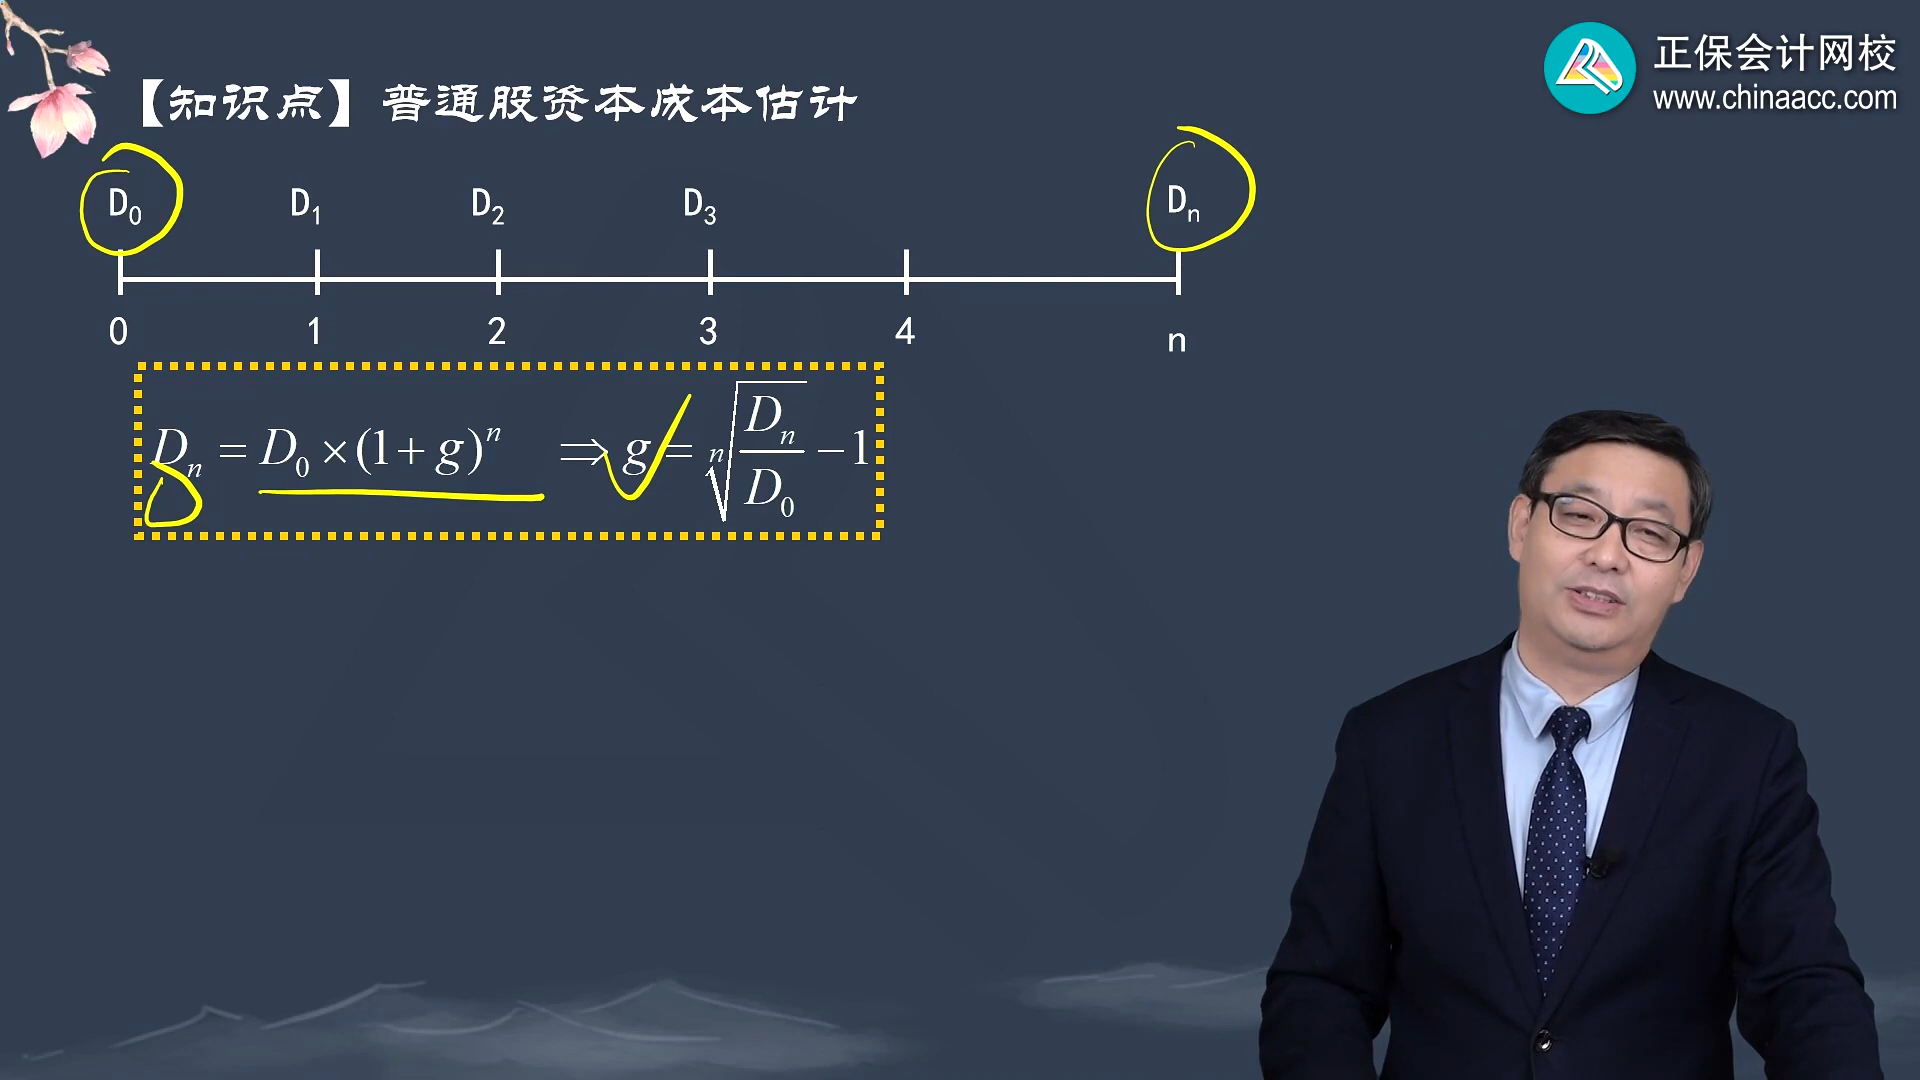 正保会计网校
www.chinaacc.com
【知识点】普通股资本成本估计
D₀ D₁ D₂ D₃ Dₙ
0 1 2 3 4 n
Dₙ = D₀ × (1 + g)ⁿ ⇒ g = ⁿ√(Dₙ/D₀) − 1